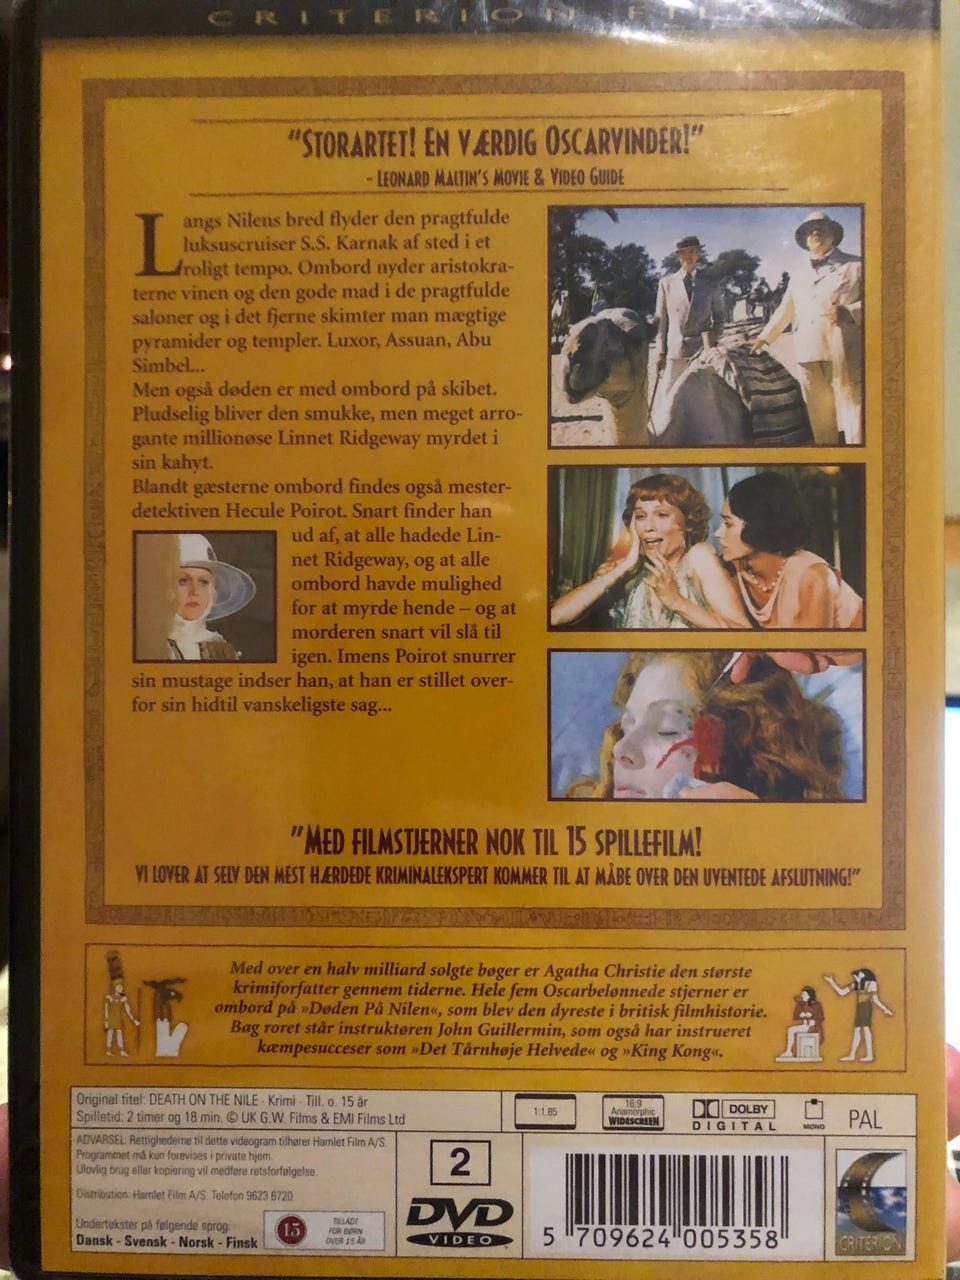 CRITERION FILM
“STORARTET! EN VÆRDIG OSCARVINDER!”
- LEONARD MALTIN'S MOVIE & VIDEO GUIDE
Langs Nilens bred flyder den pragtfulde
luksuscruiser S.S. Karnak af sted i et
roligt tempo. Ombord nyder aristokra-
terne vinen og den gode mad i de pragtfulde
saloner og i det fjerne skimter man mægtige
pyramider og templer. Luxor, Assuan, Abu
Simbel...
Men også døden er med ombord på skibet.
Pludselig bliver den smukke, men meget arro-
gante millionøse Linnet Ridgeway myrdet i
sin kahyt.
Blandt gæsterne ombord findes også mester-
detektiven Hecule Poirot. Snart finder han
ud af, at alle hadede Lin-
net Ridgeway, og at alle
ombord havde mulighed
for at myrde hende – og at
morderen snart vil slå til
igen. Imens Poirot snurrer
sin mustage indser han, at han er stillet over-
for sin hidtil vanskeligste sag...
”MED FILMSTJERNER NOK TIL 15 SPILLEFILM!
VI LOVER AT SELV DEN MEST HÆRDEDE KRIMINALEKSPERT KOMMER TIL AT MÅBE OVER DEN UVENTEDE AFSLUTNING!”
Med over en halv milliard solgte bøger er Agatha Christie den største
krimiforfatter gennem tiderne. Hele fem Oscarbelønnede stjerner er
ombord på »Døden På Nilen«, som blev den dyreste i britisk filmhistorie.
Bag roret står instruktøren John Guillermin, som også har instrueret
kæmpesucceser som »Det Tårnhøje Helvede« og »King Kong«.
Original titel: DEATH ON THE NILE · Krimi · Till. o. 15 år
Spilletid: 2 timer og 18 min. © UK G.W. Films & EMI Films Ltd
1:1.85
16:9
Anamorphic
WIDESCREEN
DOLBY
DIGITAL
MONO
PAL
ADVARSEL: Rettighederne til dette videogram tilhører Hamlet Film A/S.
Programmet må kun forevises i private hjem.
Ulovlig brug eller kopiering vil medføre retsforfølgelse.
Distribution: Hamlet Film A/S. Telefon 9623 6720
Undertekster på følgende sprog:
Dansk - Svensk - Norsk - Finsk
15
TILLADT
FOR BØRN
OVER 15 ÅR
2
DVD
VIDEO
5 709624 005358
CRITERION